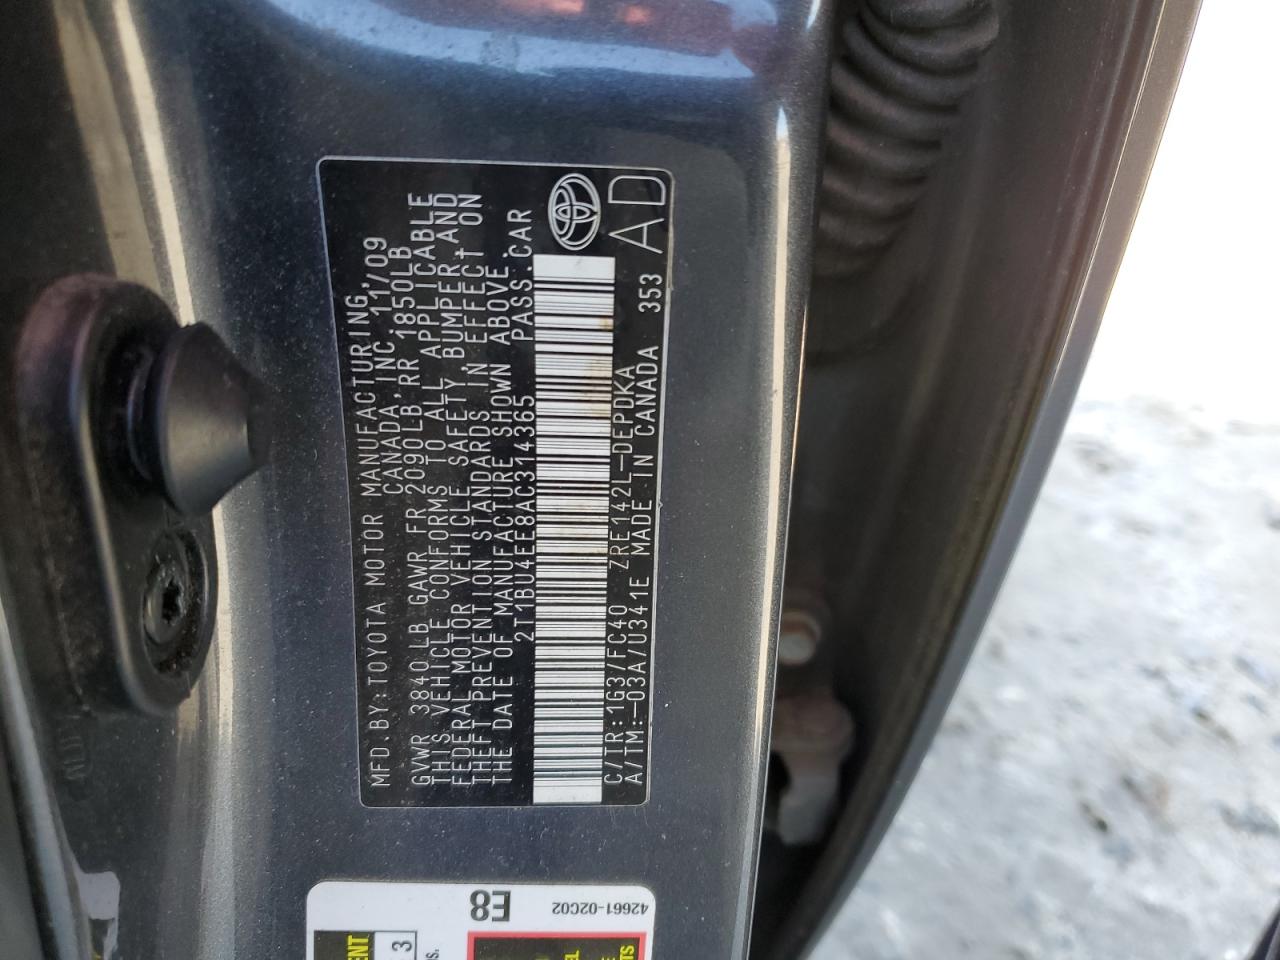 MFD.BY:TOYOTA MOTOR MANUFACTURING
CANADA,INC. 11/09
GVWR 3840LB GAWR FR 2090LB,RR 1850LB
THIS VEHICLE CONFORMS TO ALL APPLICABLE
FEDERAL MOTOR VEHICLE SAFETY,BUMPER,AND
THEFT PREVENTION STANDARDS IN EFFECT ON
THE DATE OF MANUFACTURE SHOWN ABOVE.
2T1BU4EE8AC314365 PASS.CAR
C/TR:1G3/FC40 ZRE142L-DEPDKA
A/TM:-03A/U341E MADE IN CANADA 353
AD
E8
42661-02C02
3